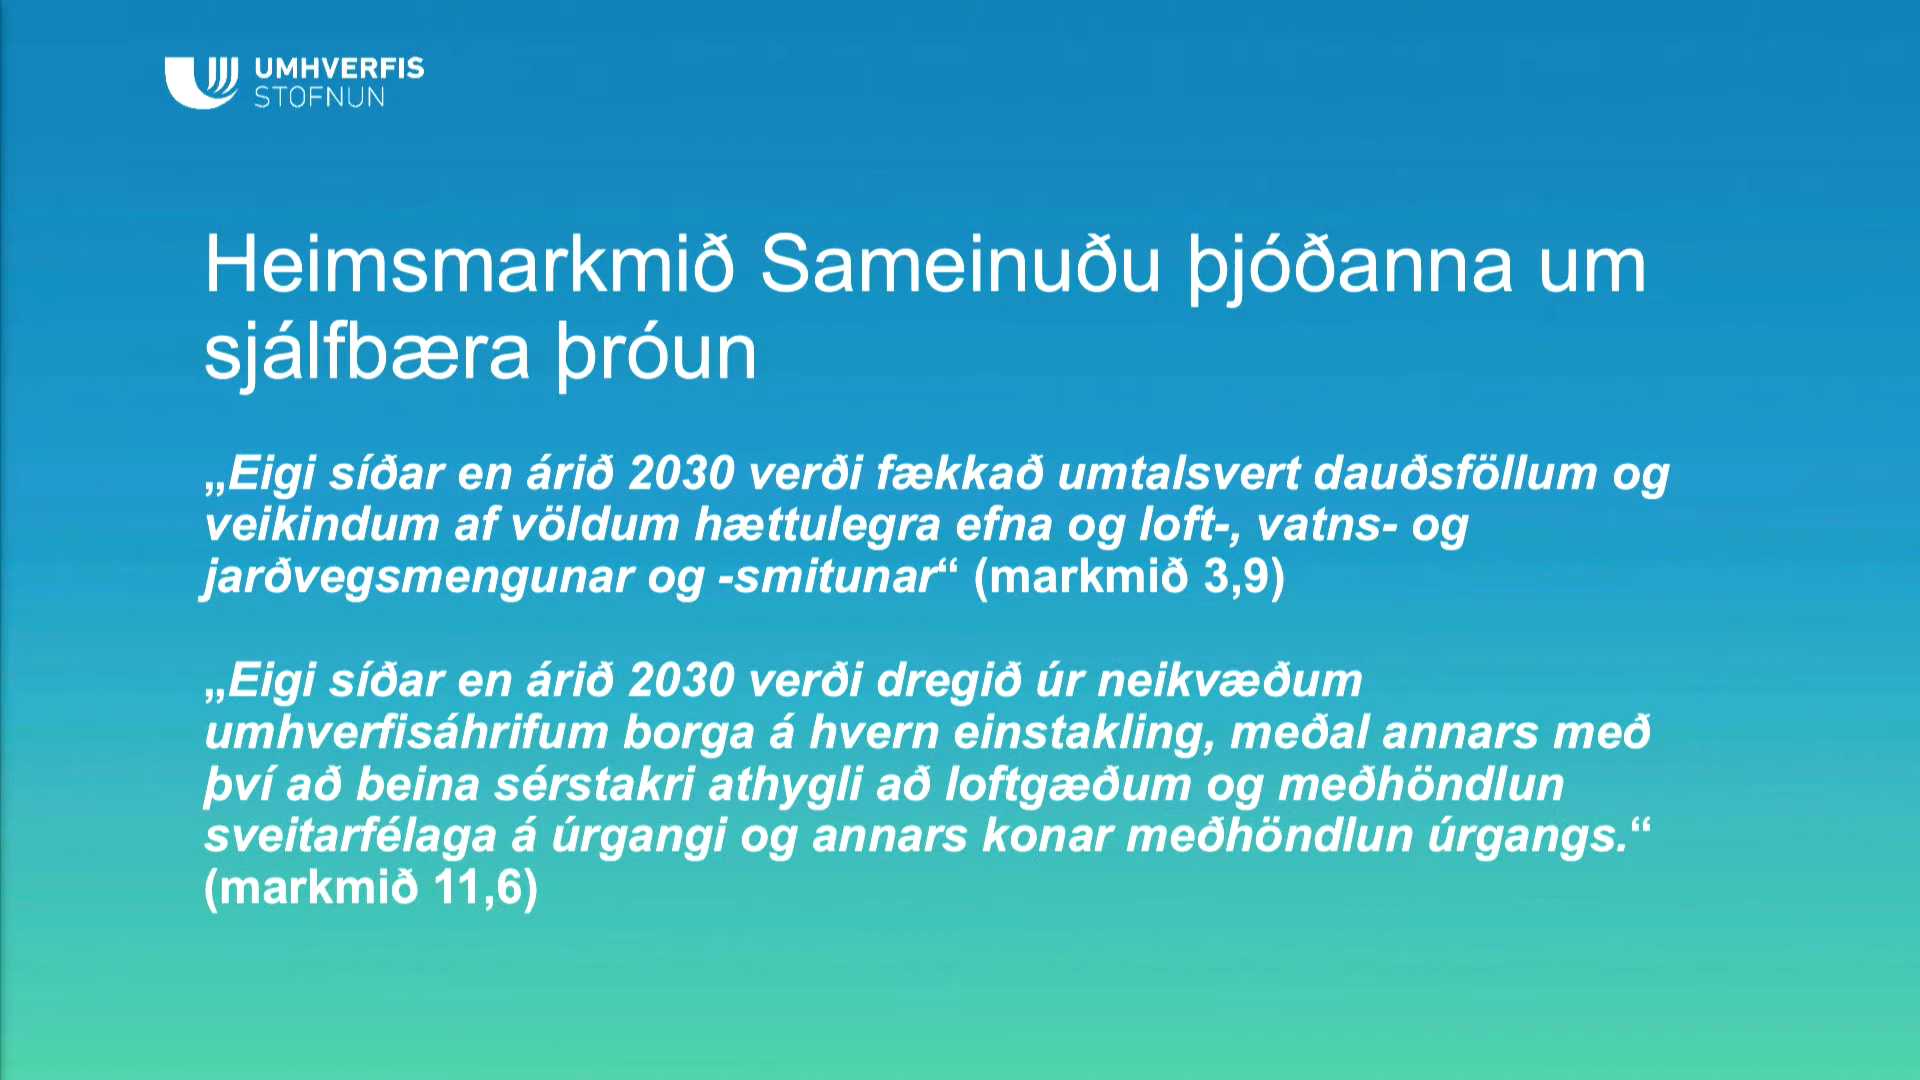 UMHVERFIS
STOFNUN
Heimsmarkmið Sameinuðu þjóðanna um
sjálfbæra þróun
„Eigi síðar en árið 2030 verði fækkað umtalsvert dauðsföllum og
veikindum af völdum hættulegra efna og loft-, vatns- og
jarðvegsmengunar og -smitunar“ (markmið 3,9)
„Eigi síðar en árið 2030 verði dregið úr neikvæðum
umhverfisáhrifum borga á hvern einstakling, meðal annars með
því að beina sérstakri athygli að loftgæðum og meðhöndlun
sveitarfélaga á úrgangi og annars konar meðhöndlun úrgangs.“
(markmið 11,6)